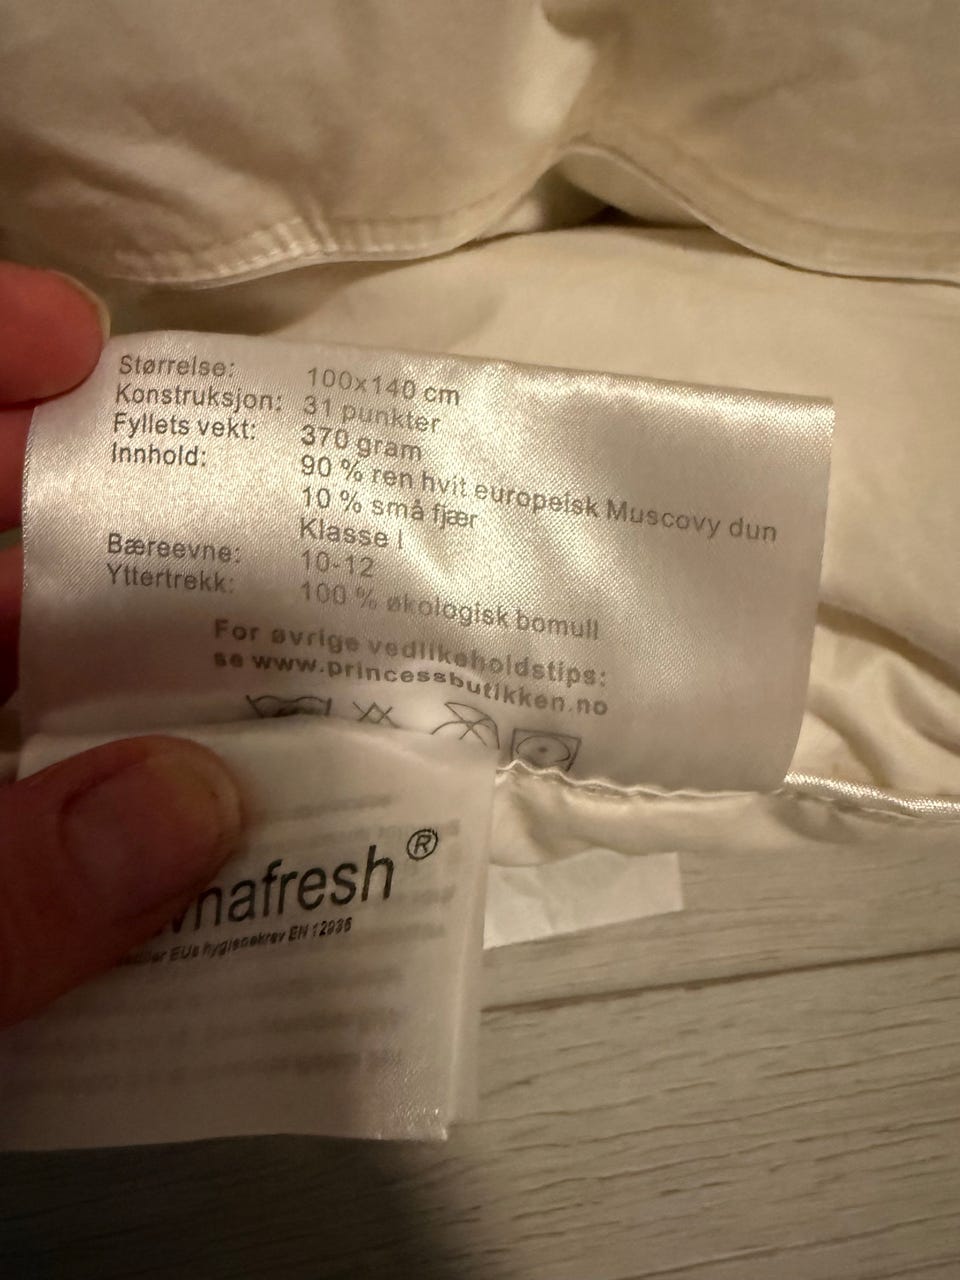 Størrelse: 100x140 cm
Konstruksjon: 31 punkter
Fyllets vekt: 370 gram
Innhold: 90 % ren hvit europeisk Muscovy dun
10 % små fjær
Klasse I
Bæreevne: 10-12
Yttertrekk: 100 % økologisk bomull
For øvrige vedlikeholdstips:
se www.princessbutikken.no
nafresh®
EUs hygienekrav EN 12935